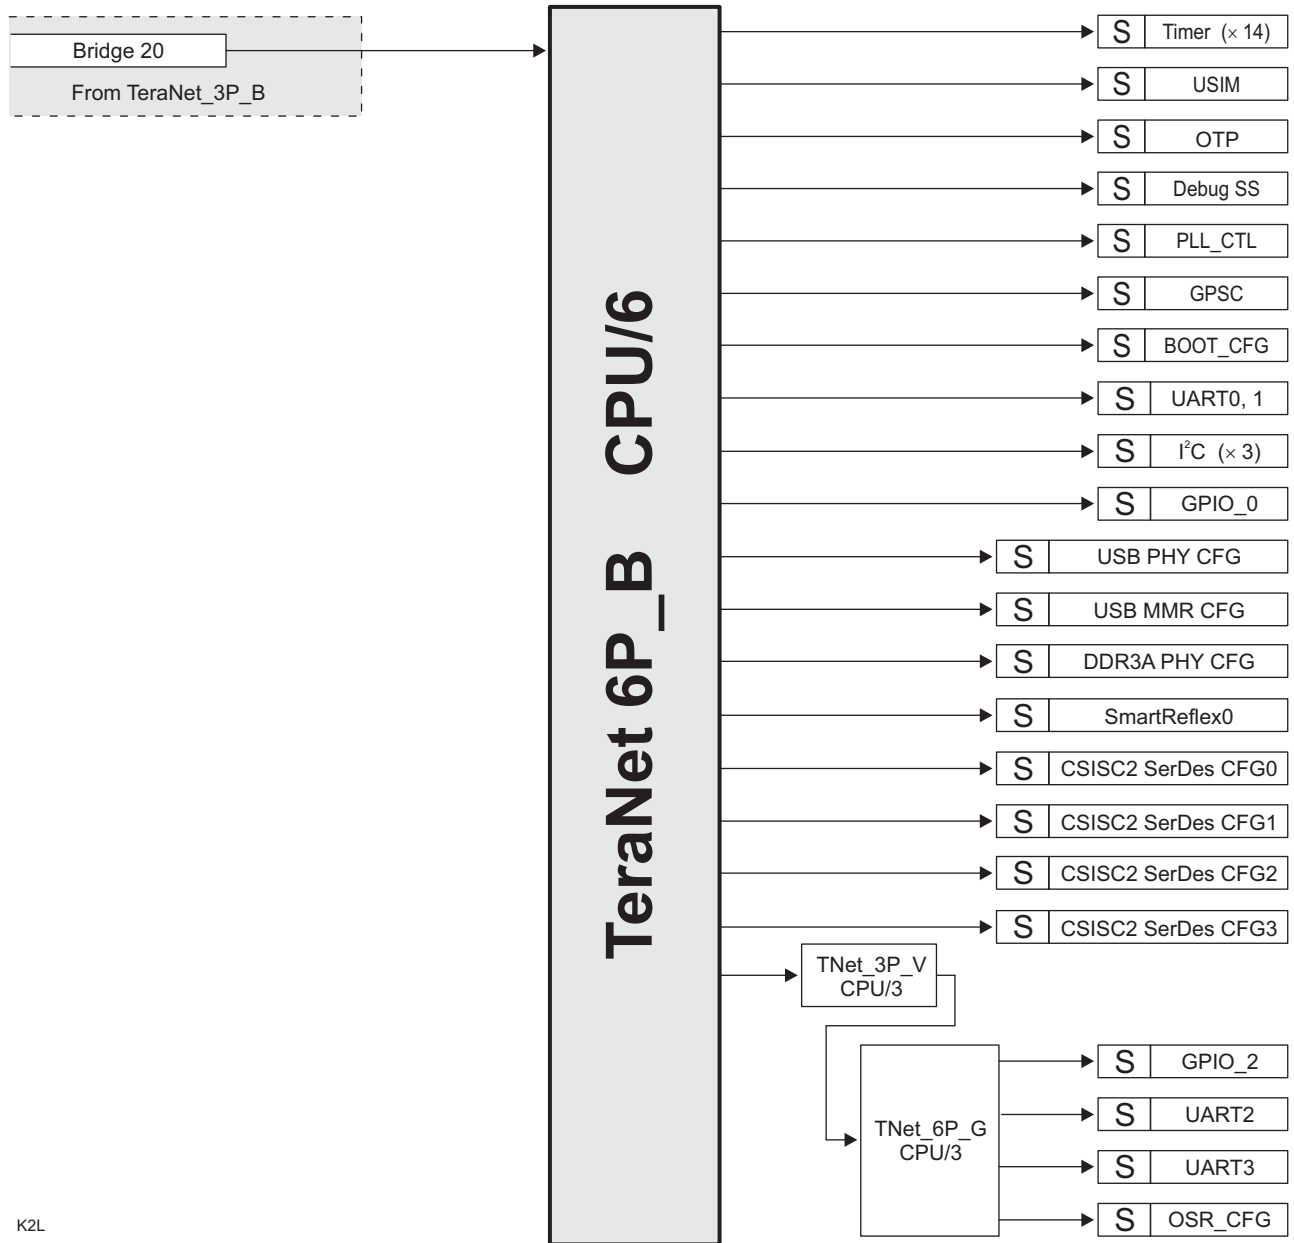 Bridge 20
From TeraNet_3P_B
TeraNet 6P_B CPU/6
S Timer (× 14)
S USIM
S OTP
S Debug SS
S PLL_CTL
S GPSC
S BOOT_CFG
S UART0, 1
S I²C (× 3)
S GPIO_0
S USB PHY CFG
S USB MMR CFG
S DDR3A PHY CFG
S SmartReflex0
S CSISC2 SerDes CFG0
S CSISC2 SerDes CFG1
S CSISC2 SerDes CFG2
S CSISC2 SerDes CFG3
TNet_3P_V
CPU/3
TNet_6P_G
CPU/3
S GPIO_2
S UART2
S UART3
S OSR_CFG
K2L